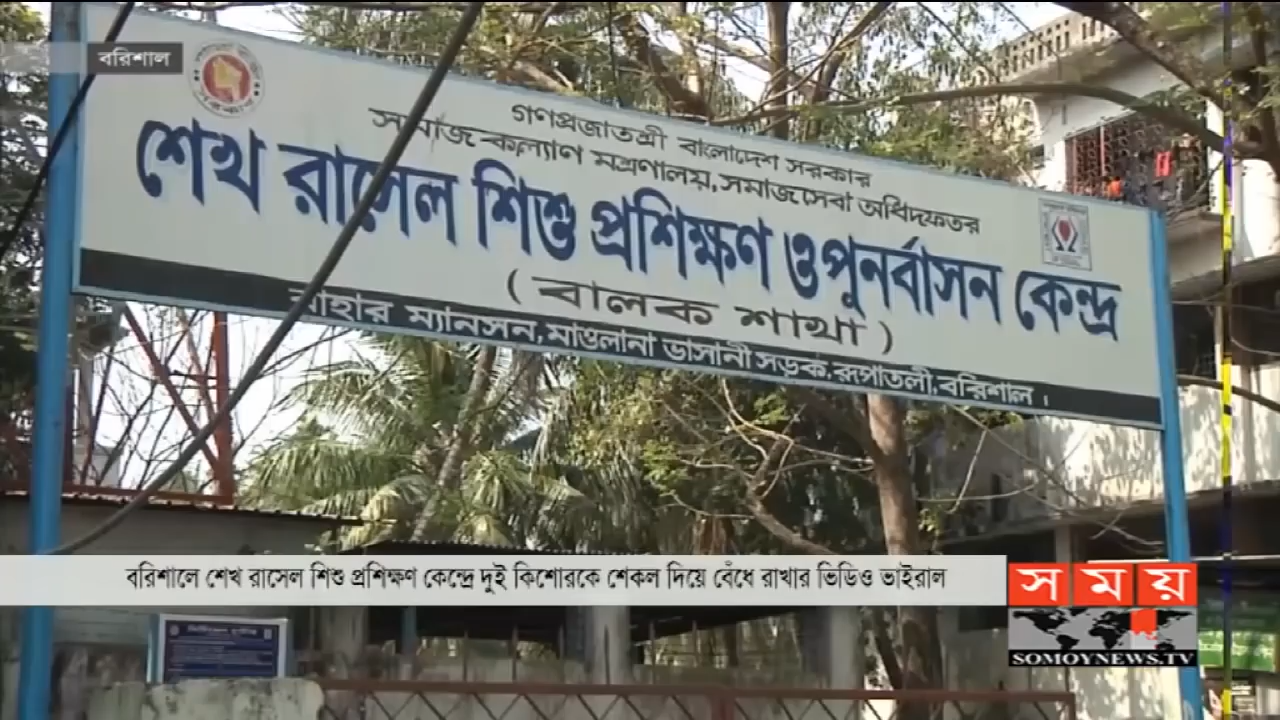 বরিশাল
গণপ্রজাতন্ত্রী বাংলাদেশ সরকার
সমাজ-কল্যাণ মন্ত্রণালয়, সমাজসেবা অধিদফতর
শেখ রাসেল শিশু প্রশিক্ষণ ও পুনর্বাসন কেন্দ্র
( বালক শাখা )
বাহার ম্যানসন, মাওলানা ভাসানী সড়ক, রূপাতলী, বরিশাল ।
বরিশালে শেখ রাসেল শিশু প্রশিক্ষণ কেন্দ্রে দুই কিশোরকে শেকল দিয়ে বেঁধে রাখার ভিডিও ভাইরাল
সময়
SOMOYNEWS.TV